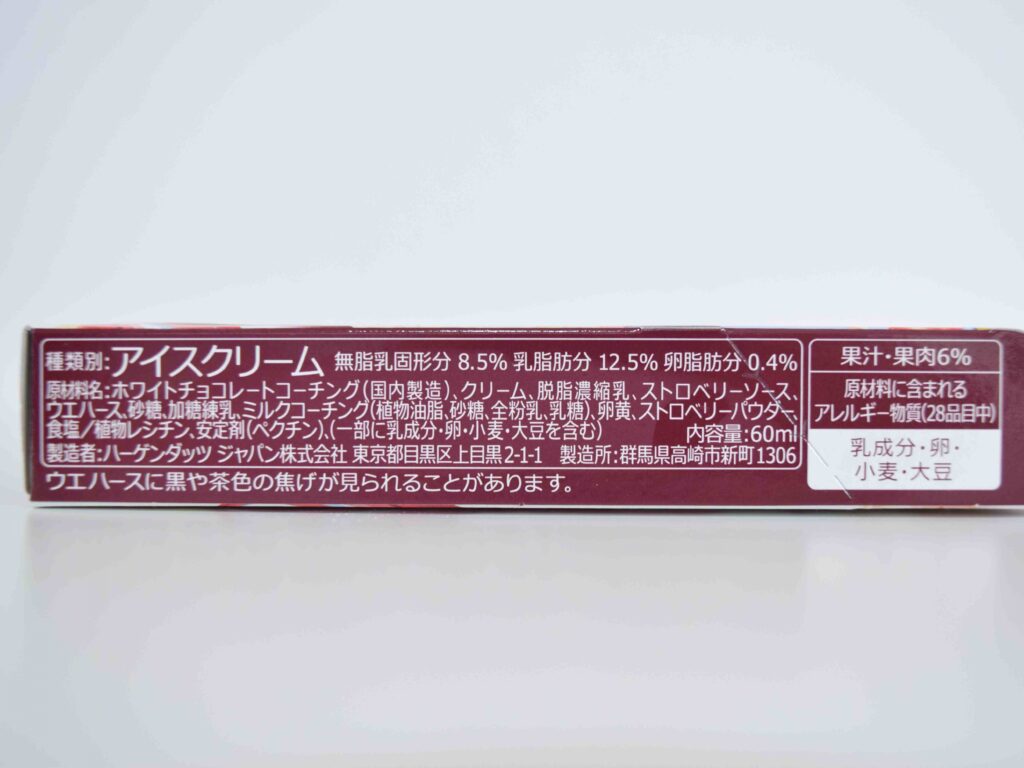 種類別:アイスクリーム 無脂乳固形分 8.5% 乳脂肪分 12.5% 卵脂肪分 0.4%
原材料名:ホワイトチョコレートコーチング(国内製造)、クリーム、脱脂濃縮乳、ストロベリーソース、
ウエハース、砂糖、加糖練乳、ミルクコーチング(植物油脂、砂糖、全粉乳、乳糖)、卵黄、ストロベリーパウダー、
食塩/植物レシチン、安定剤(ペクチン)、(一部に乳成分・卵・小麦・大豆を含む) 内容量:60ml
製造者:ハーゲンダッツ ジャパン株式会社 東京都目黒区上目黒2-1-1 製造所:群馬県高崎市新町1306
ウエハースに黒や茶色の焦げが見られることがあります。
果汁・果肉6%
原材料に含まれる
アレルギー物質(28品目中)
乳成分・卵・
小麦・大豆